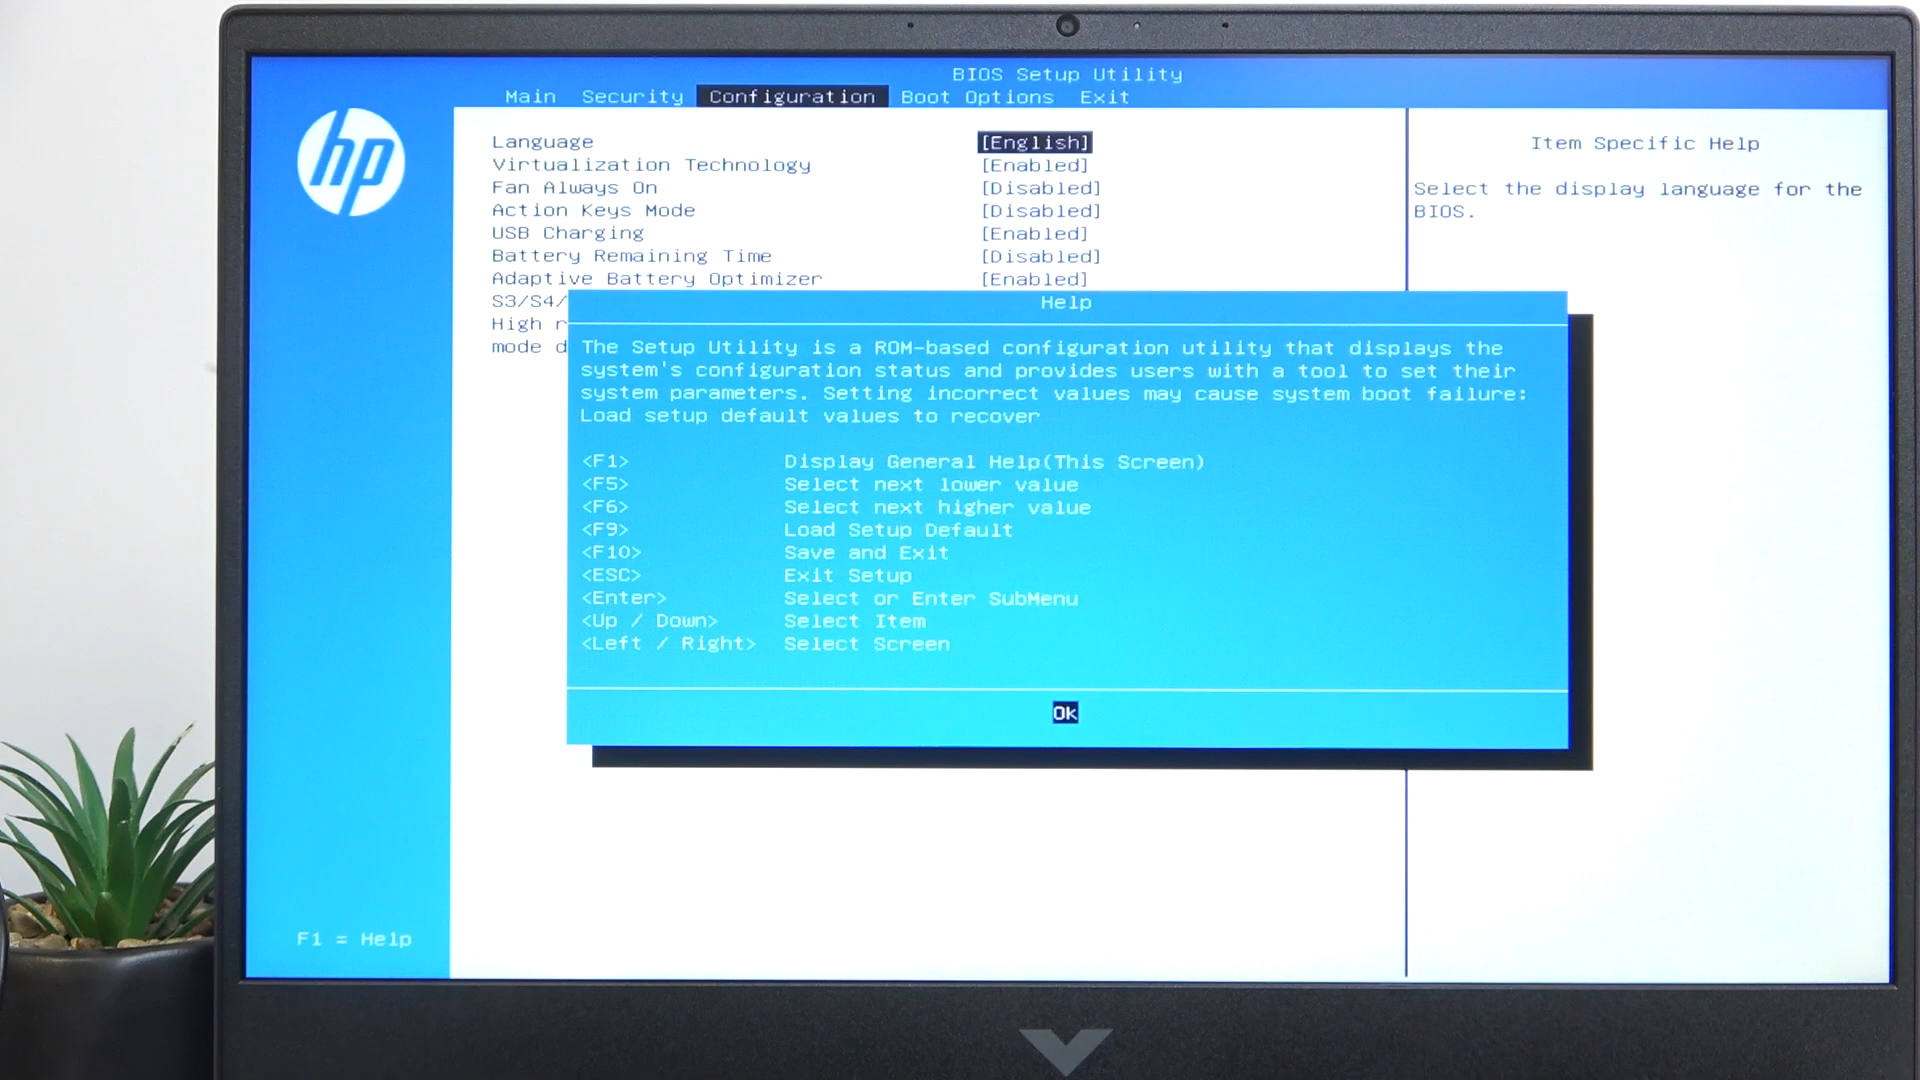 BIOS Setup Utility
Main Security Configuration Boot Options Exit
hp
Language [English]
Virtualization Technology [Enabled]
Fan Always On [Disabled]
Action Keys Mode [Disabled]
USB Charging [Enabled]
Battery Remaining Time [Disabled]
Adaptive Battery Optimizer [Enabled]
S3/S4/
High r
mode d
Item Specific Help
Select the display language for the
BIOS.
Help
The Setup Utility is a ROM-based configuration utility that displays the
system's configuration status and provides users with a tool to set their
system parameters. Setting incorrect values may cause system boot failure:
Load setup default values to recover
<F1> Display General Help(This Screen)
<F5> Select next lower value
<F6> Select next higher value
<F9> Load Setup Default
<F10> Save and Exit
<ESC> Exit Setup
<Enter> Select or Enter SubMenu
<Up / Down> Select Item
<Left / Right> Select Screen
Ok
F1 = Help